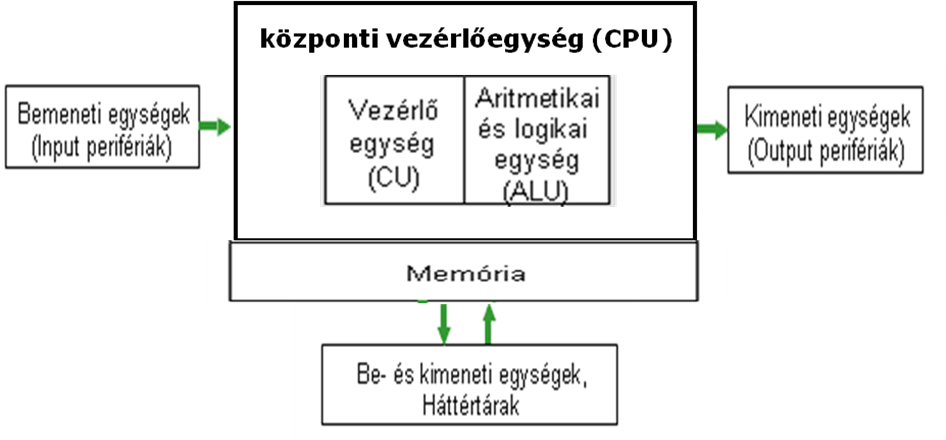 központi vezérlőegység (CPU)
Bemeneti egységek
(Input perifériák)
Vezérlő
egység
(CU)
Aritmetikai
és logikai
egység
(ALU)
Kimeneti egységek
(Output perifériák)
Memória
Be- és kimeneti egységek,
Háttértárak